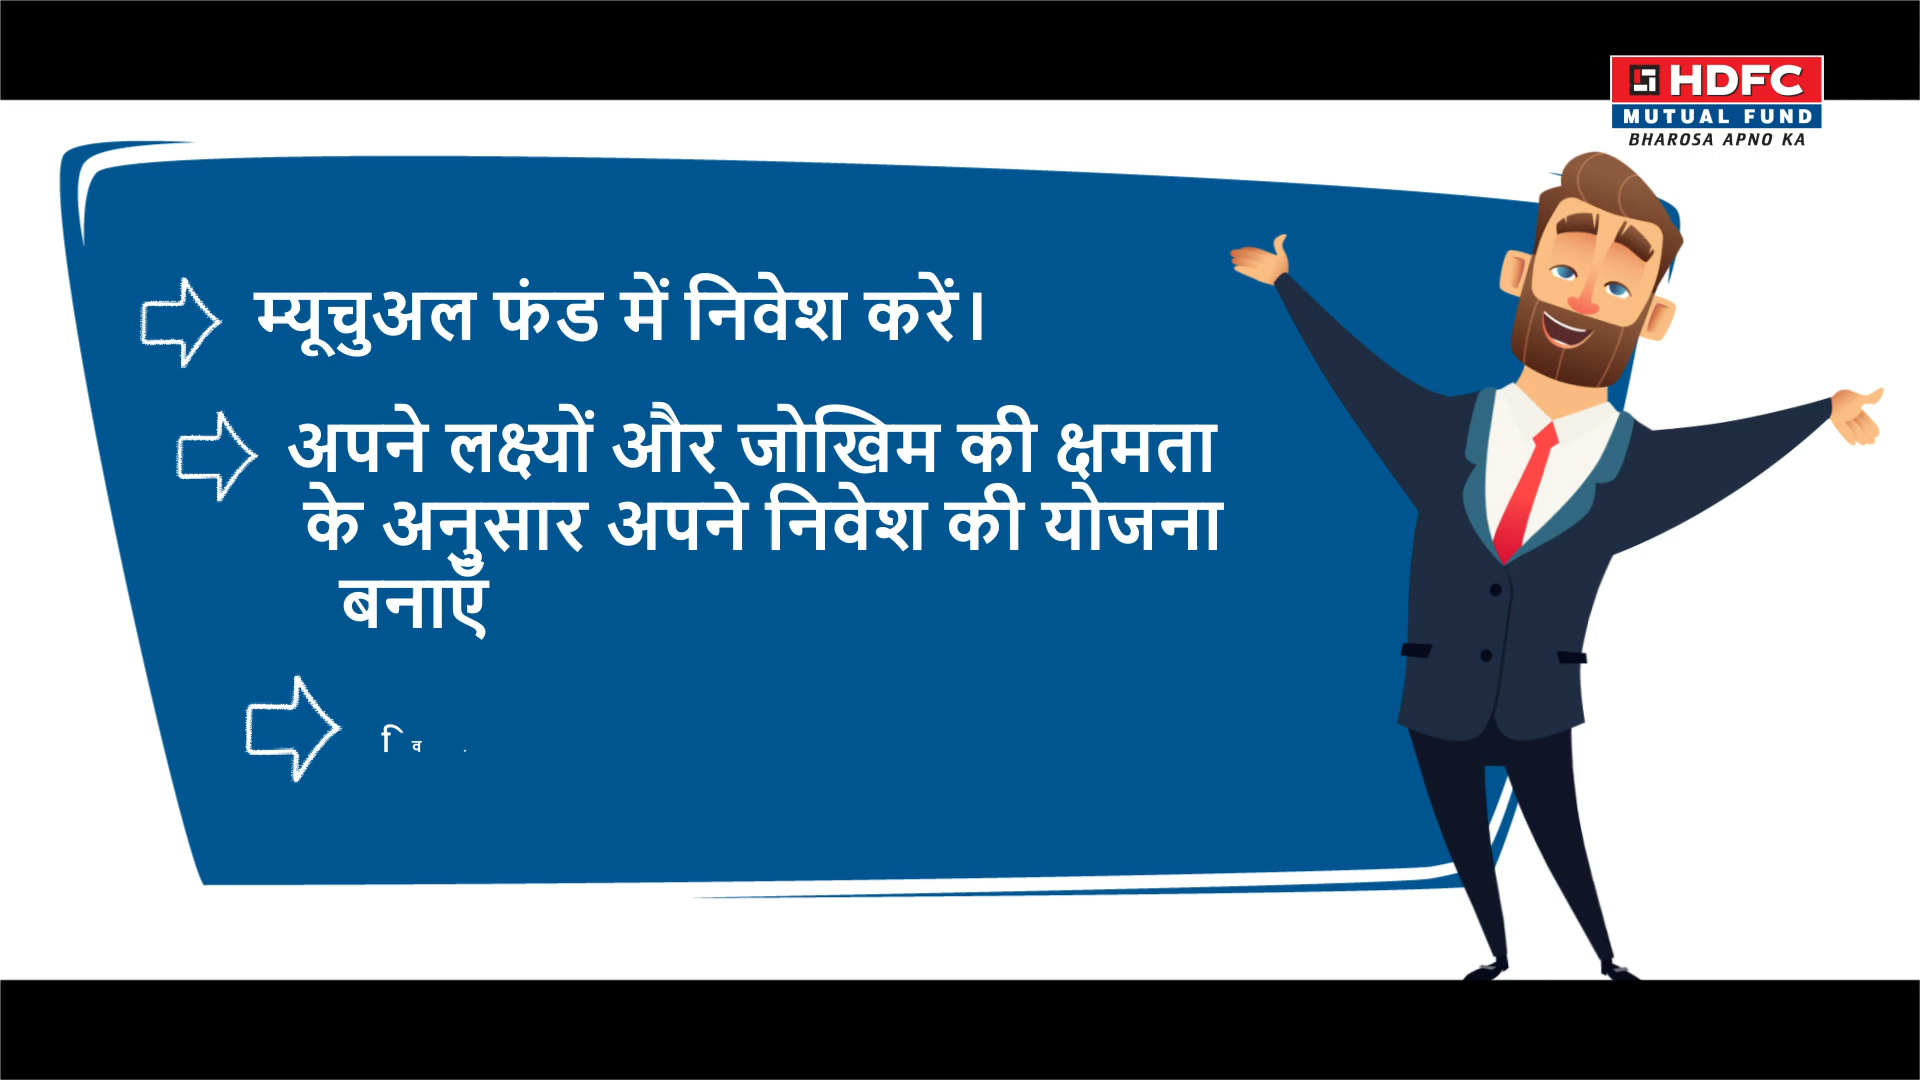 HDFC
MUTUAL FUND
BHAROSA APNO KA
म्यूचुअल फंड में निवेश करें।
अपने लक्ष्यों और जोखिम की क्षमता
के अनुसार अपने निवेश की योजना
बनाएँ